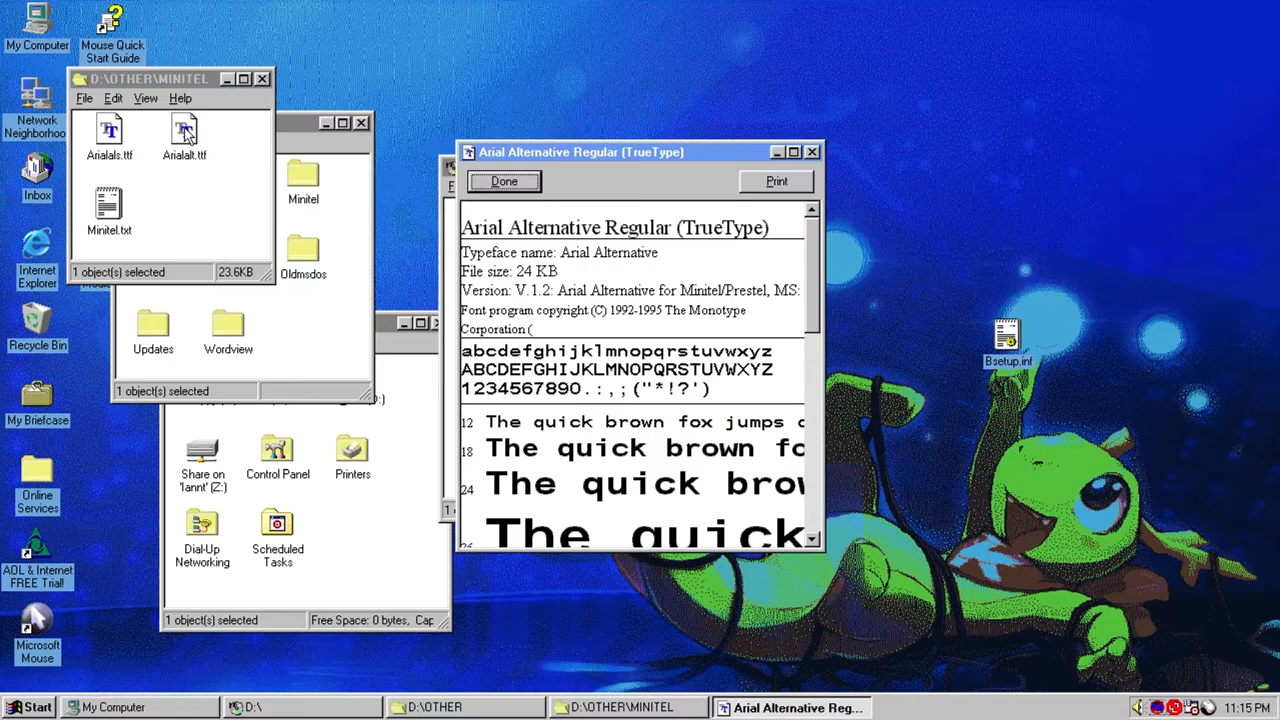 My Computer
Mouse Quick
Start Guide
Network
Neighborhoo
Inbox
Internet
Explorer
Recycle Bin
My Briefcase
Online
Services
AOL & Internet
FREE Trial!
Microsoft
Mouse
D:\OTHER\MINITEL
File Edit View Help
Arialals.ttf
Arialalt.ttf
Minitel.txt
1 object(s) selected
23.6KB
Minitel
Oldmsdos
Updates
Wordview
1 object(s) selected
Share on
'Iannt' (Z:)
Control Panel
Printers
Dial-Up
Networking
Scheduled
Tasks
1 object(s) selected
Free Space: 0 bytes, Cap
Arial Alternative Regular (TrueType)
Done
Print
Arial Alternative Regular (TrueType)
Typeface name: Arial Alternative
File size: 24 KB
Version: V.1.2: Arial Alternative for Minitel/Prestel, MS:
Font program copyright (C) 1992-1995 The Monotype
Corporation (
abcdefghijklmnopqrstuvwxyz
ABCDEFGHIJKLMNOPQRSTUVWXYZ
1234567890.:,;("*!?')
12 The quick brown fox jumps
18 The quick brown fo
24 The quick brow
The quick
Bsetup.inf
Start
My Computer
D:\
D:\OTHER
D:\OTHER\MINITEL
Arial Alternative Reg...
11:15 PM